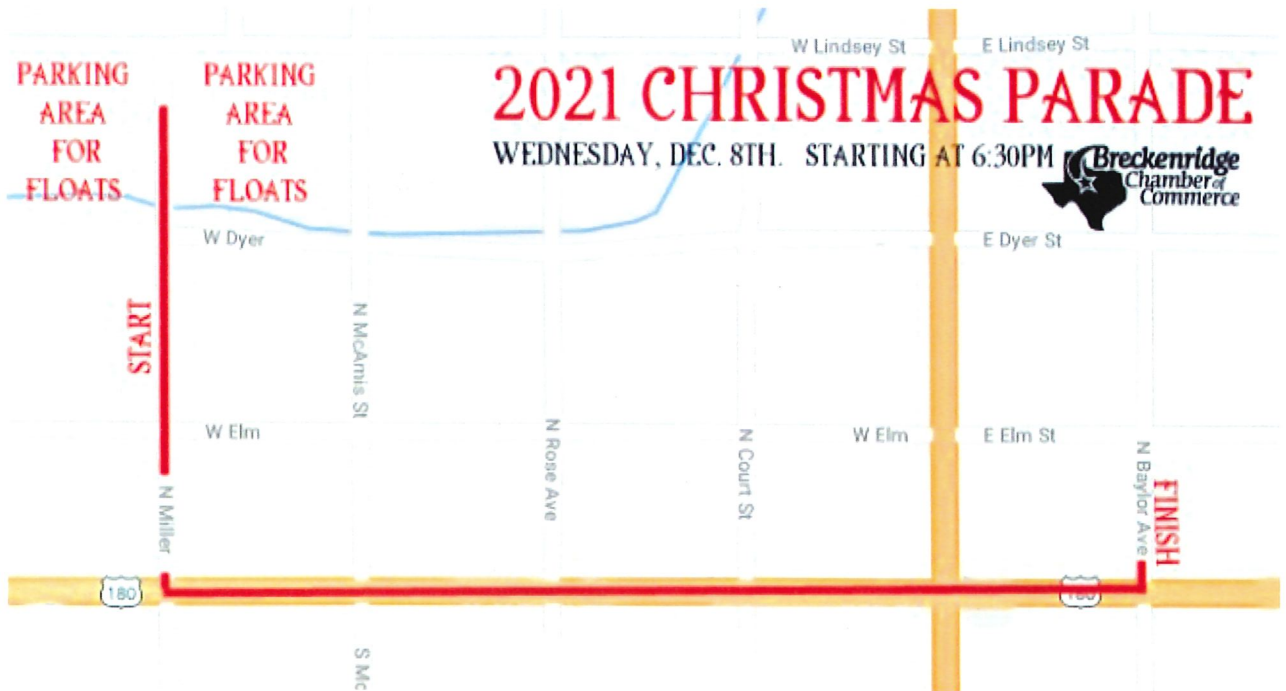 W Lindsey St
E Lindsey St
PARKING
AREA
FOR
FLOATS
PARKING
AREA
FOR
FLOATS
2021 CHRISTMAS PARADE
WEDNESDAY, DEC. 8TH. STARTING AT 6:30PM
Breckenridge
Chamber of
Commerce
W Dyer
E Dyer St
START
N McAmis St
W Elm
W Elm
E Elm St
N Miller
N Rose Ave
N Court St
N Baylor Ave
FINISH
180
180
S Mc